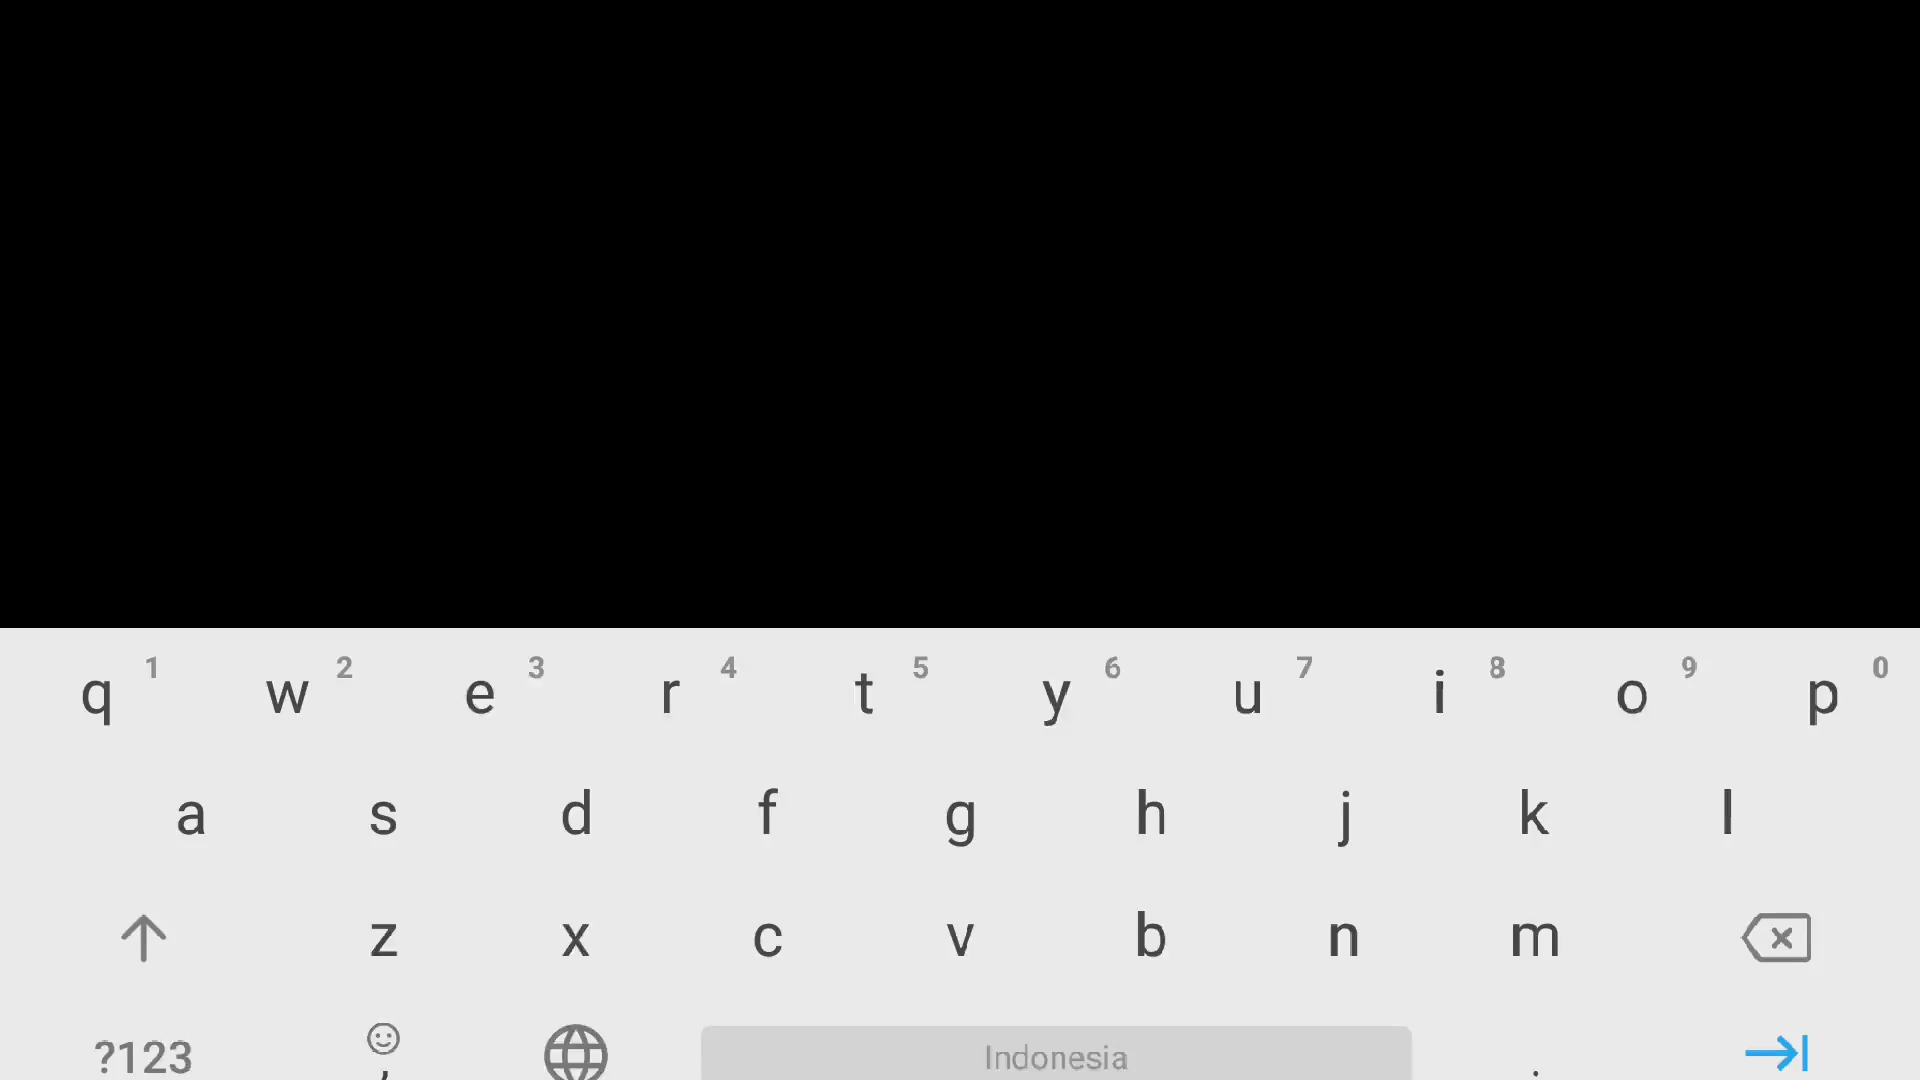 q 1 w 2 e 3 r 4 t 5 y 6 u 7 i 8 o 9 p 0
a s d f g h j k l
z x c v b n m
?123 , Indonesia .